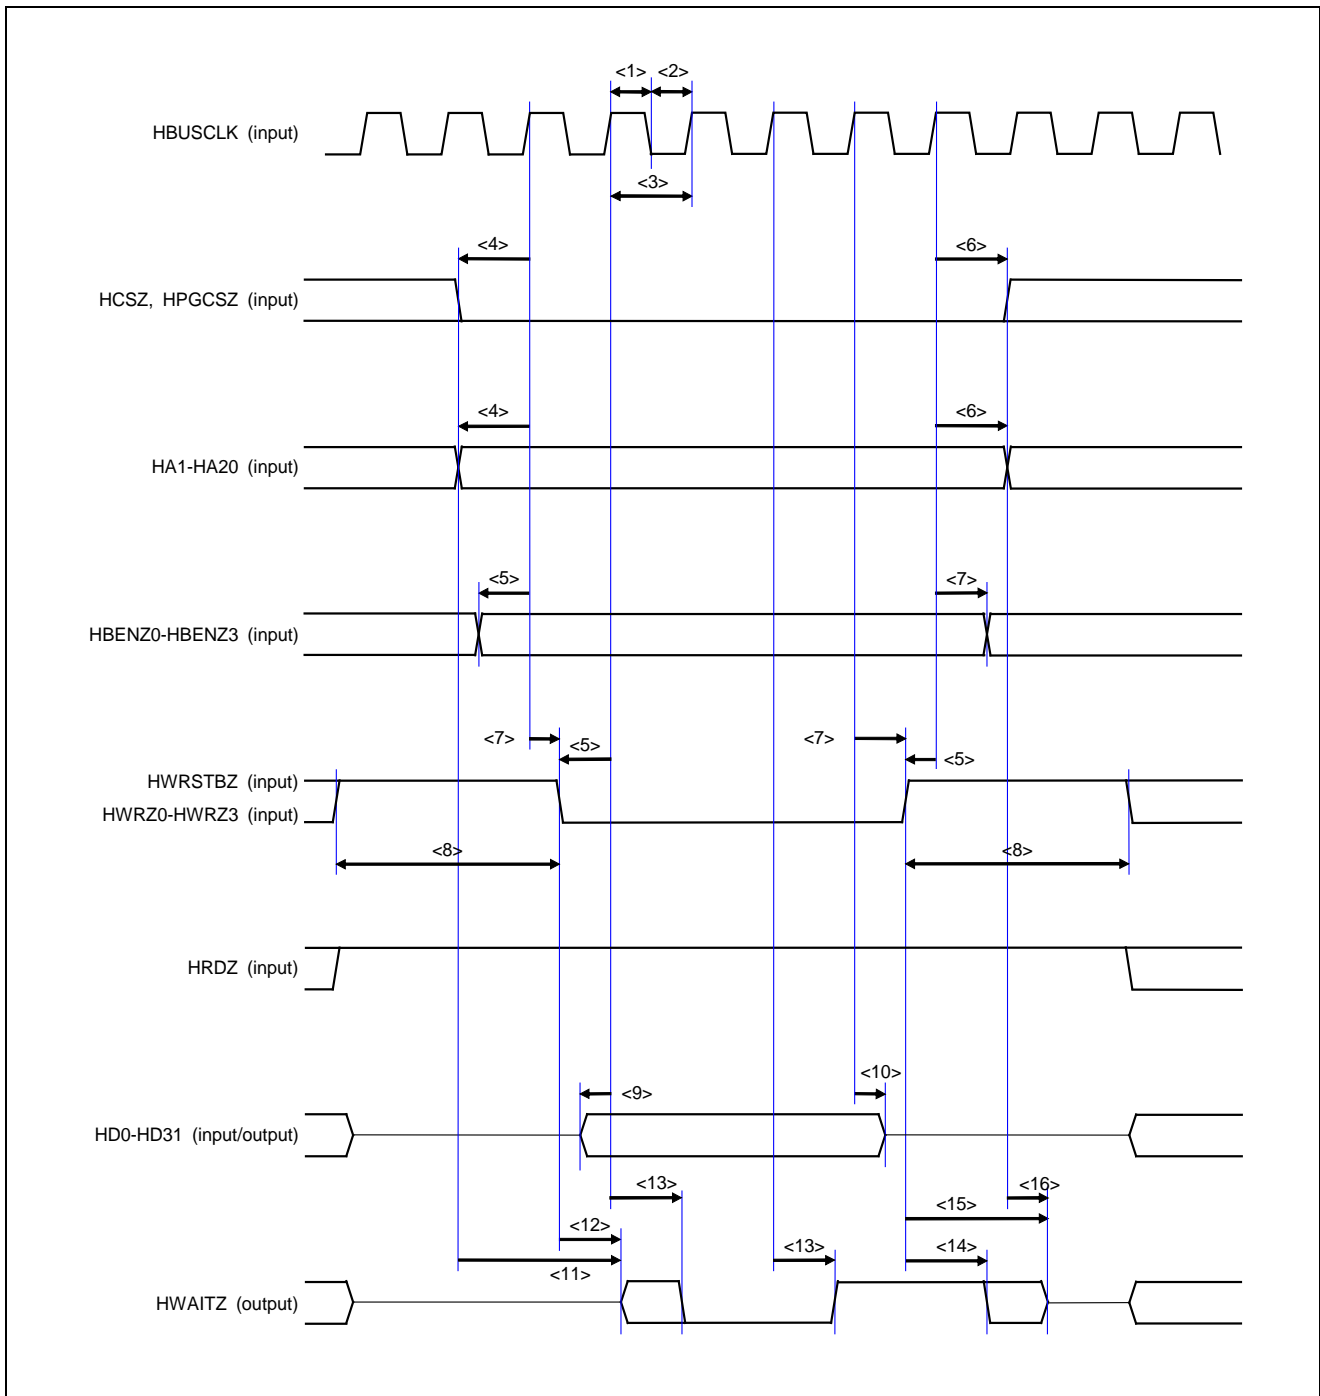 <1> <2>
HBUSCLK (input)
<3>
<4> <6>
HCSZ, HPGCSZ (input)
<4> <6>
HA1-HA20 (input)
<5> <7>
HBENZ0-HBENZ3 (input)
<7> <5> <7> <5>
HWRSTBZ (input)
HWRZ0-HWRZ3 (input)
<8> <8>
HRDZ (input)
<9> <10>
HD0-HD31 (input/output)
<13> <16>
<15>
<12> <13> <14>
<11>
HWAITZ (output)